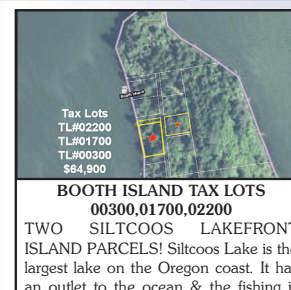 Tax Lots
TL#02200
TL#01700
TL#00300
$64,900
BOOTH ISLAND TAX LOTS
00300,01700,02200
TWO SILTCOOS LAKEFRONT
ISLAND PARCELS! Siltcoos Lake is the
largest lake on the Oregon coast. It ha
an outlet to the ocean & the fishing i